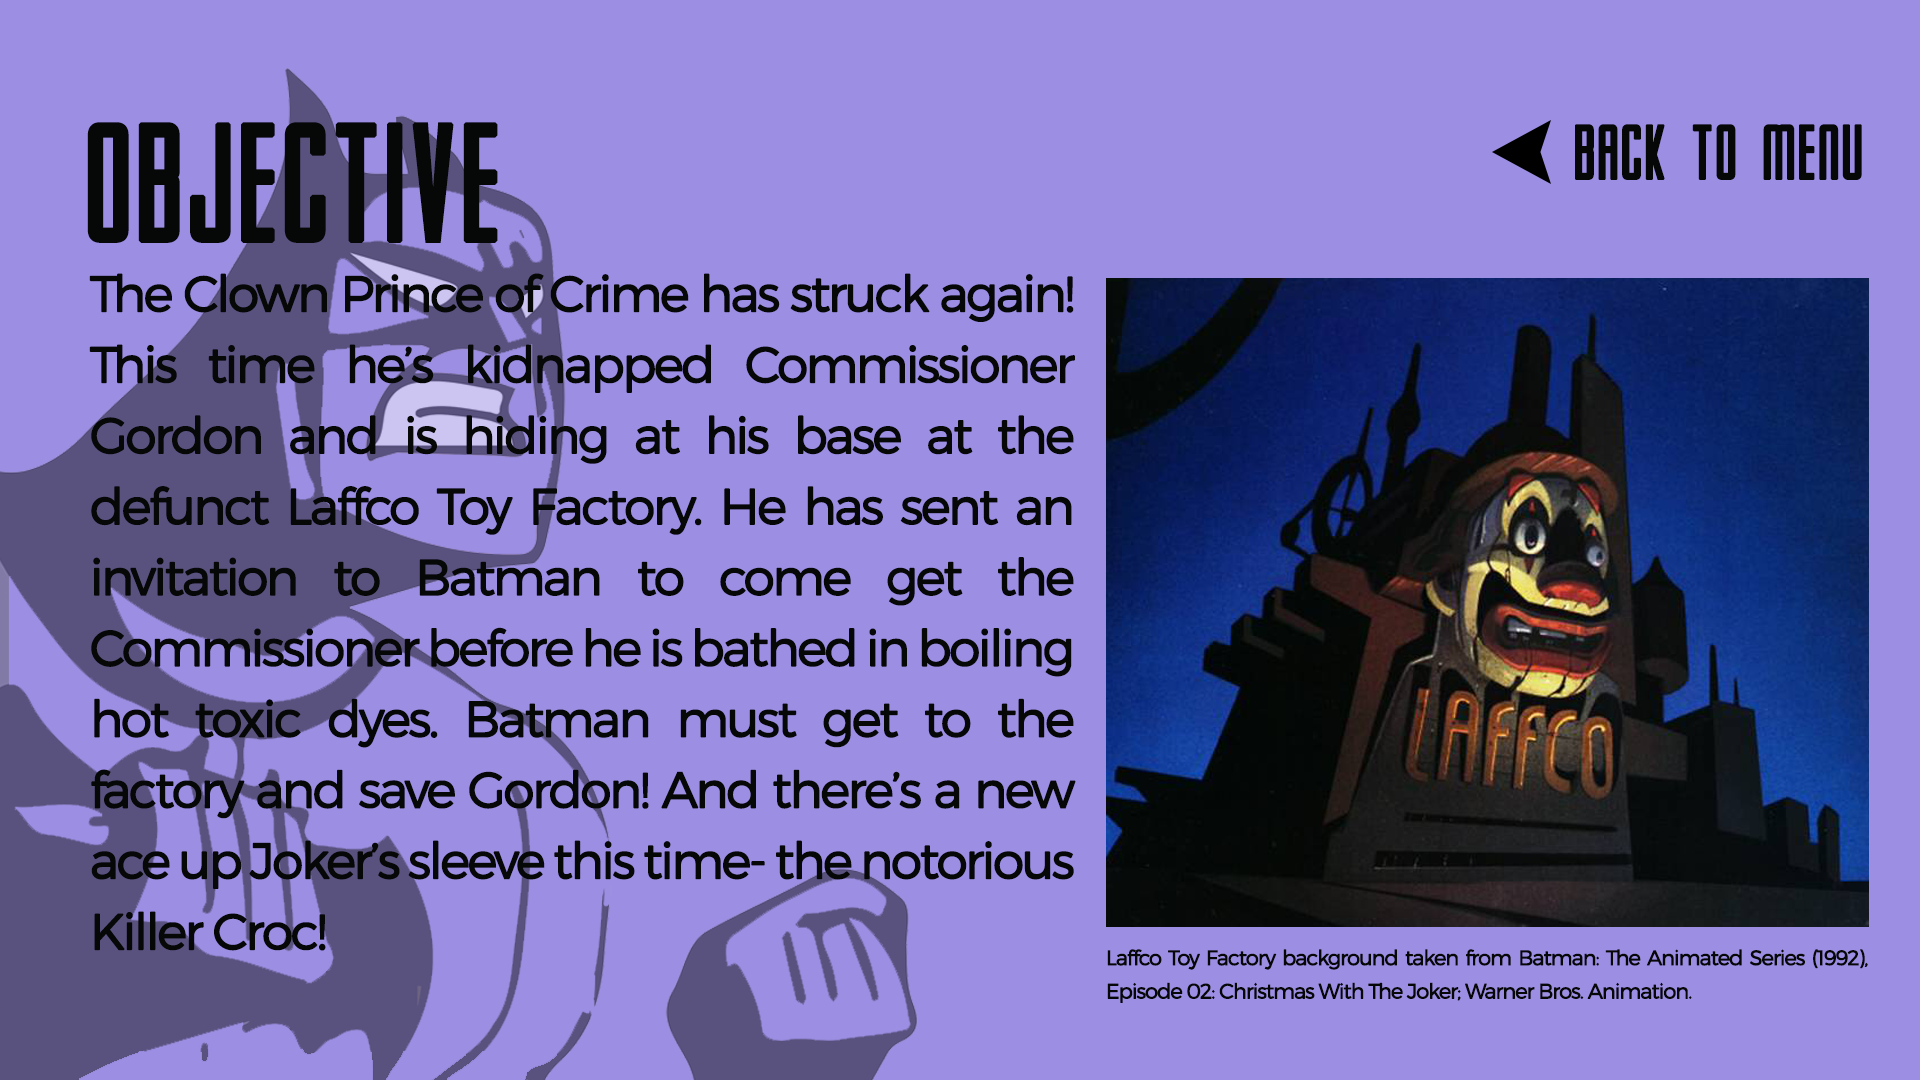 OBJECTIVE
BACK TO MENU
The Clown Prince of Crime has struck again!
This time he’s kidnapped Commissioner
Gordon and is hiding at his base at the
defunct Laffco Toy Factory. He has sent an
invitation to Batman to come get the
Commissioner before he is bathed in boiling
hot toxic dyes. Batman must get to the
factory and save Gordon! And there’s a new
ace up Joker’s sleeve this time- the notorious
Killer Croc!
LAFFCO
Laffco Toy Factory background taken from Batman: The Animated Series (1992),
Episode 02: Christmas With The Joker; Warner Bros. Animation.